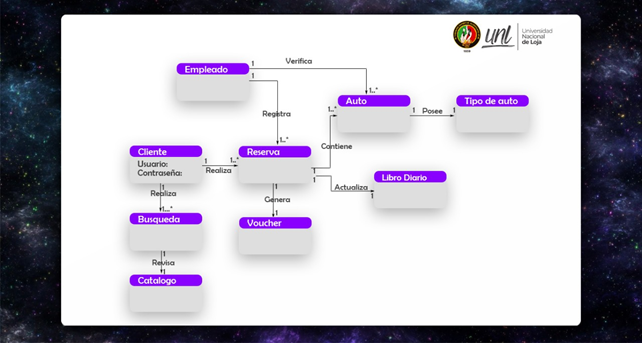 unl
Universidad
Nacional
de Loja
Empleado
1
Verifica
1
1..*
Registra
1..*
Auto
1
Posee
1
Tipo de auto
1..*
Contiene
Cliente
Usuario:
Contraseña:
1
Realiza
1..*
Reserva
1
1
Actualiza
1
Libro Diario
1
Realiza
1..*
1
Genera
1
Busqueda
Voucher
1
Revisa
1
Catalogo